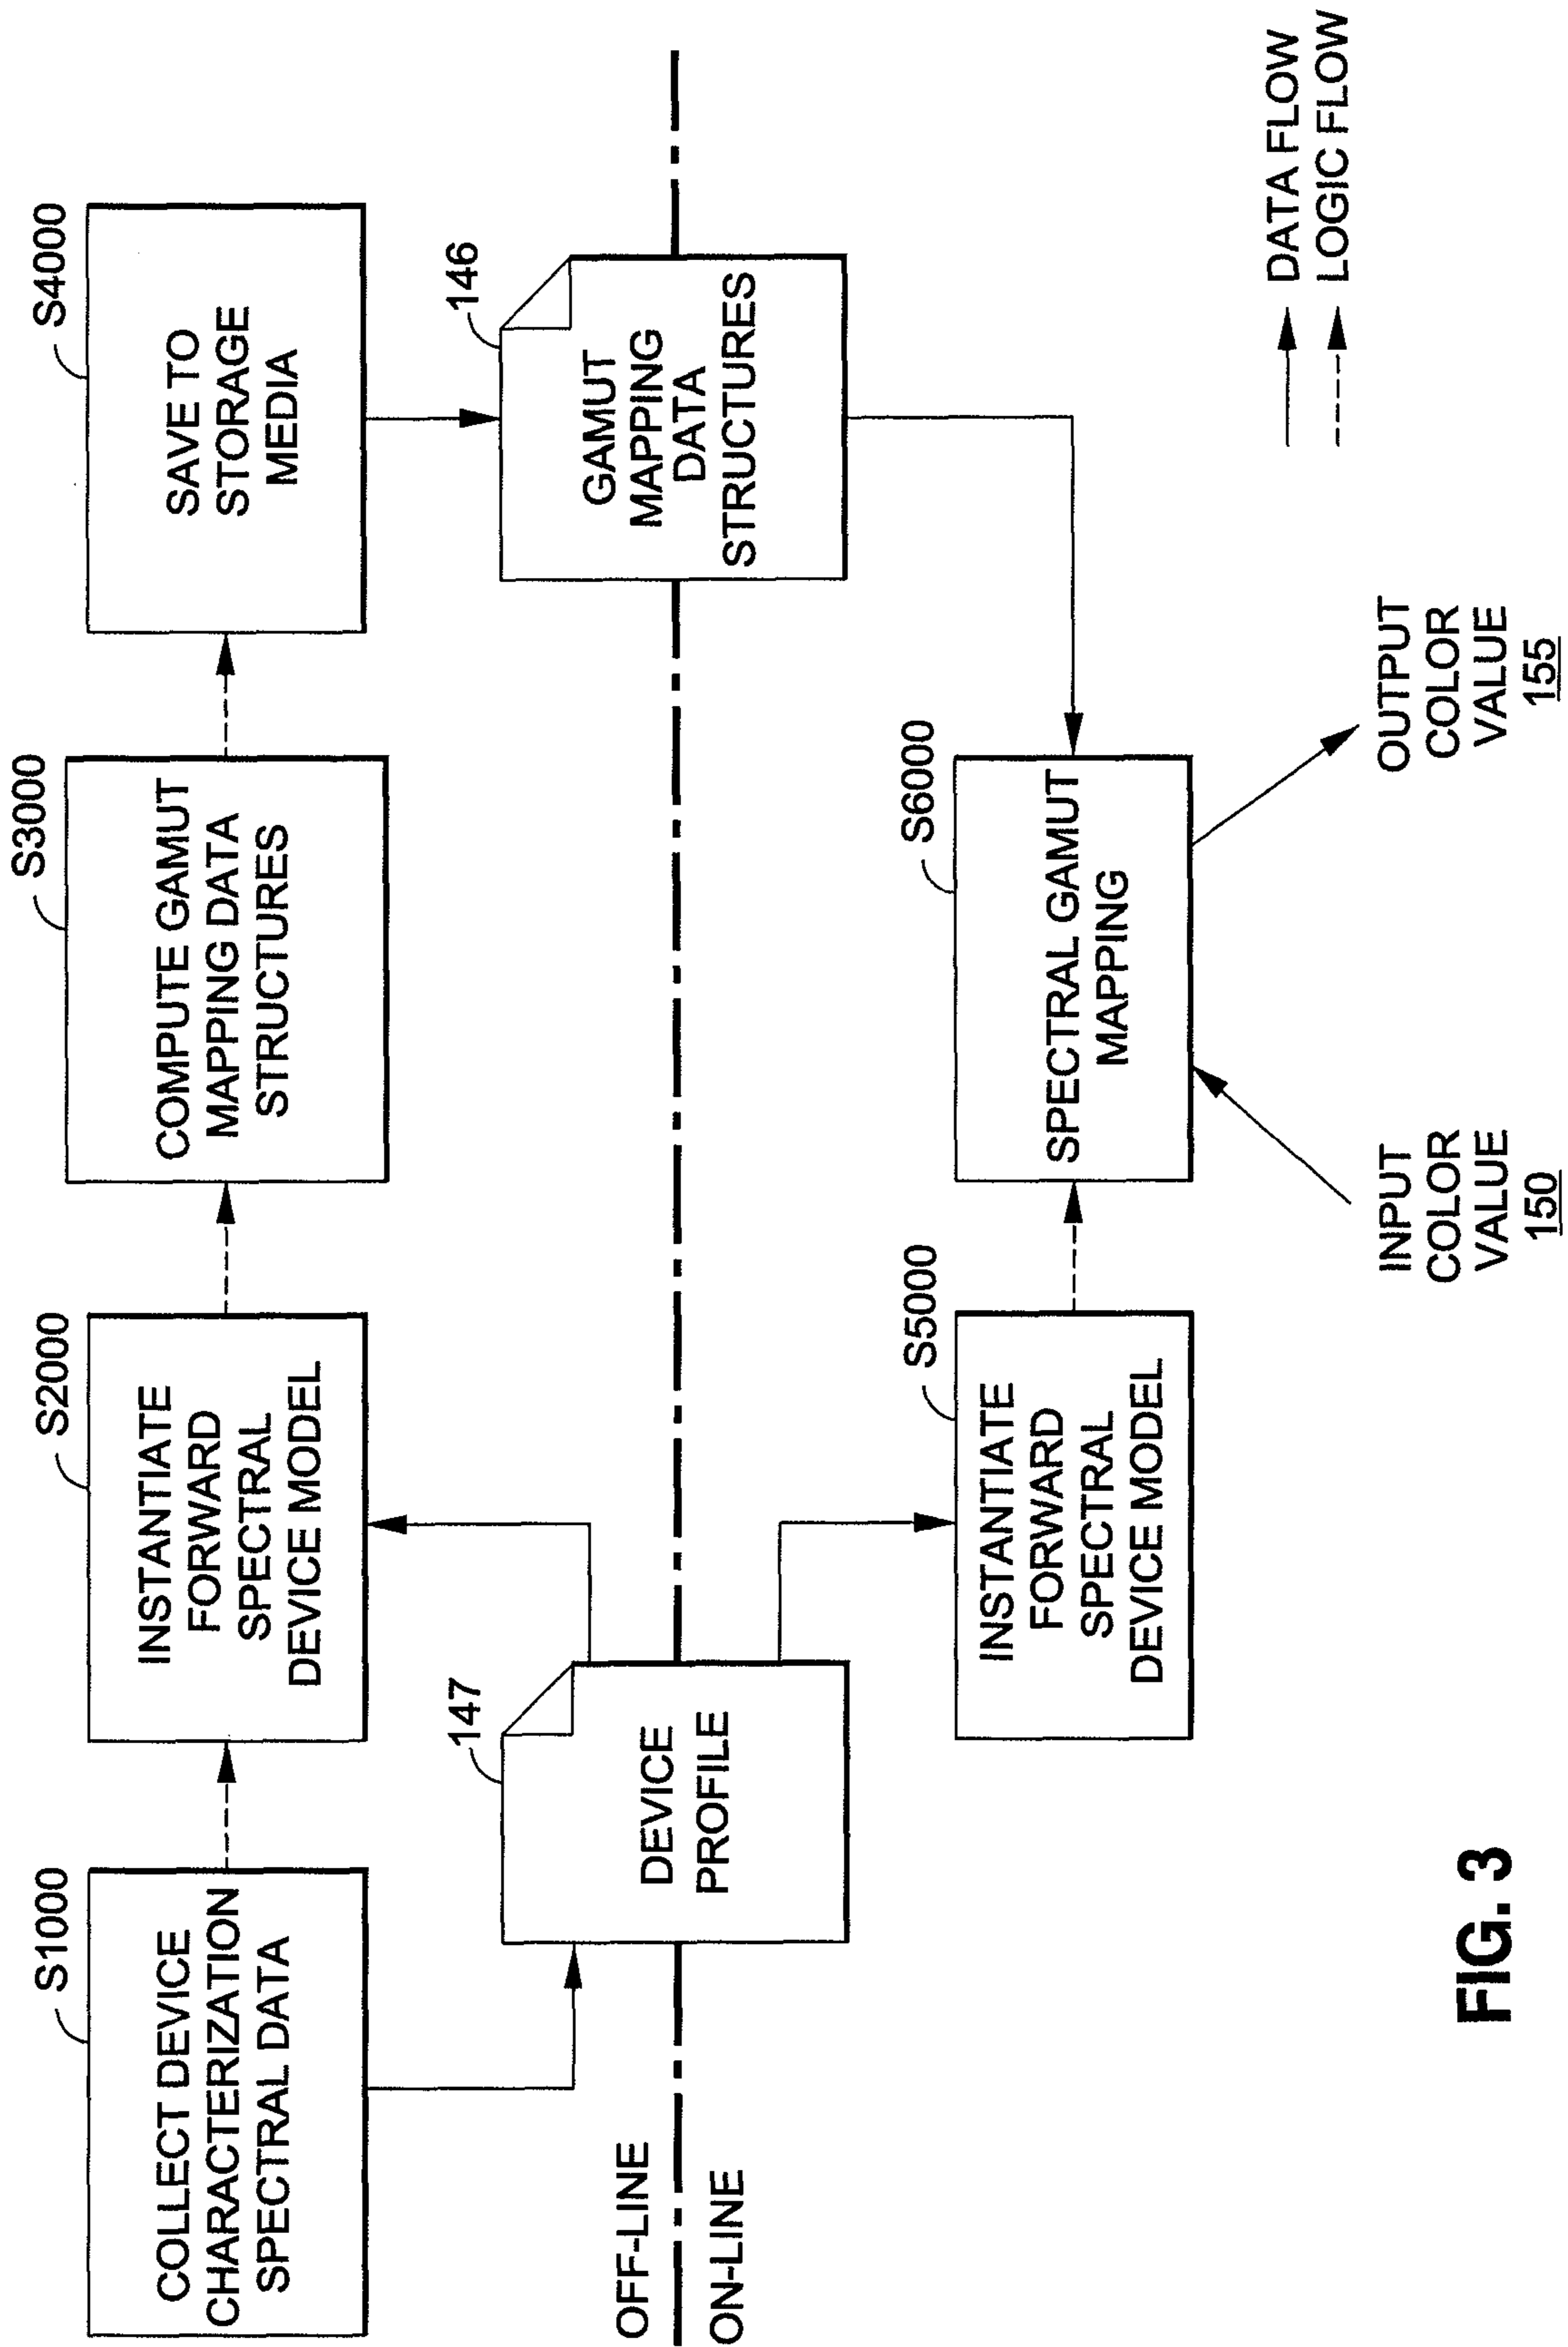 S1000
COLLECT DEVICE
CHARACTERIZATION
SPECTRAL DATA
S2000
INSTANTIATE
FORWARD
SPECTRAL
DEVICE MODEL
S3000
COMPUTE GAMUT
MAPPING DATA
STRUCTURES
S4000
SAVE TO
STORAGE
MEDIA
147
DEVICE
PROFILE
146
GAMUT
MAPPING
DATA
STRUCTURES
OFF-LINE
ON-LINE
S5000
INSTANTIATE
FORWARD
SPECTRAL
DEVICE MODEL
S6000
SPECTRAL GAMUT
MAPPING
INPUT
COLOR
VALUE
150
OUTPUT
COLOR
VALUE
155
DATA FLOW
LOGIC FLOW
FIG. 3